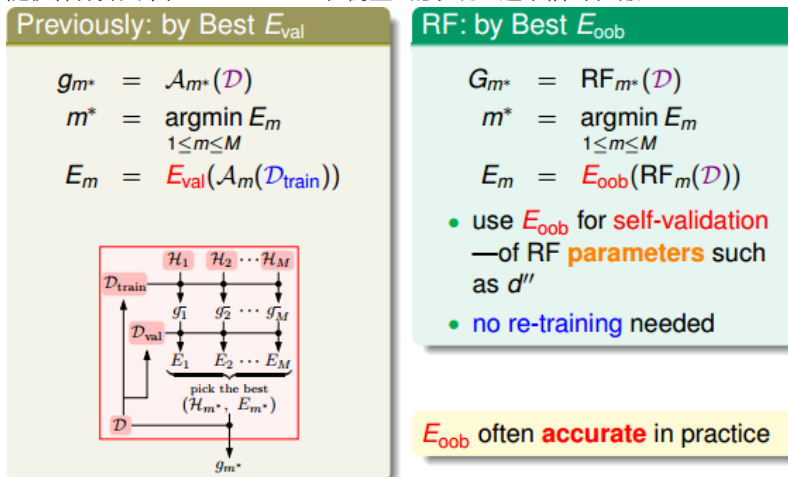 Previously: by Best E_val
g_m* = A_m*(D)
m* = argmin E_m
1≤m≤M
E_m = E_val(A_m(D_train))
H_1 H_2 ··· H_M
D_train
g_1^- g_2^- ··· g_M^-
D_val
E_1 E_2 ··· E_M
pick the best
(H_m*, E_m*)
D
g_m*
RF: by Best E_oob
G_m* = RF_m*(D)
m* = argmin E_m
1≤m≤M
E_m = E_oob(RF_m(D))
• use E_oob for self-validation
—of RF parameters such
as d″
• no re-training needed
E_oob often accurate in practice